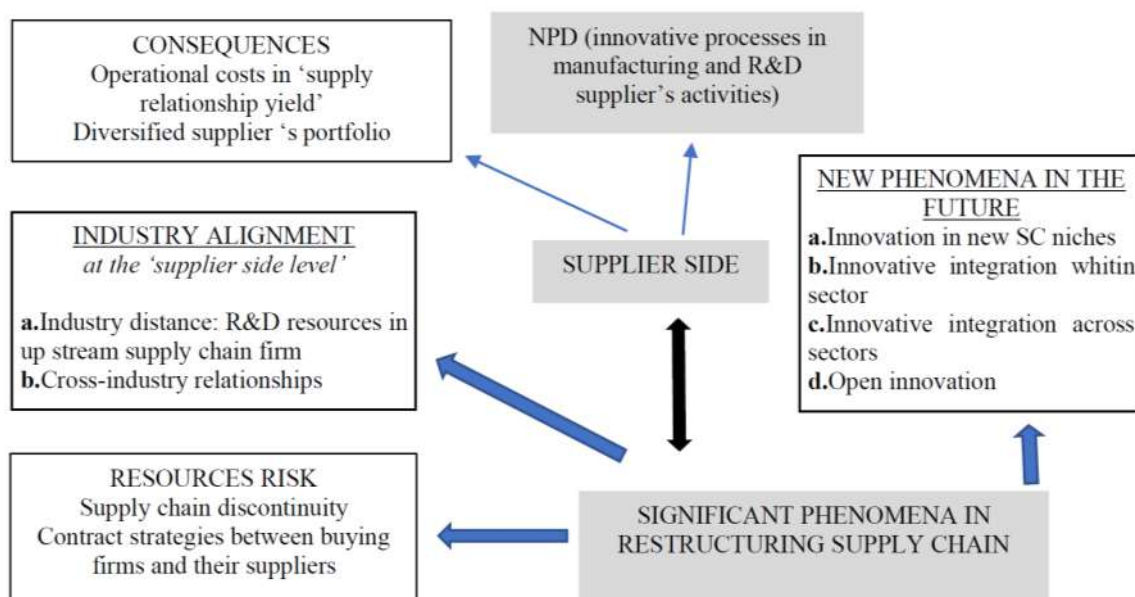 CONSEQUENCES
Operational costs in ‘supply
relationship yield’
Diversified supplier ‘s portfolio
NPD (innovative processes in
manufacturing and R&D
supplier’s activities)
NEW PHENOMENA IN THE
FUTURE
a.Innovation in new SC niches
b.Innovative integration whitin
sector
c.Innovative integration across
sectors
d.Open innovation
INDUSTRY ALIGNMENT
at the ‘supplier side level’
a.Industry distance: R&D resources in
up stream supply chain firm
b.Cross-industry relationships
SUPPLIER SIDE
RESOURCES RISK
Supply chain discontinuity
Contract strategies between buying
firms and their suppliers
SIGNIFICANT PHENOMENA IN
RESTRUCTURING SUPPLY CHAIN